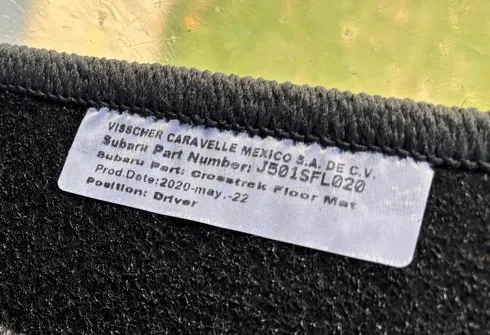 VISSCHER CARAVELLE MEXICO S.A. DE C.V.
Subaru Part Number: J501SFL020
Subaru Part: Crosstrek Floor Mat
Prod.Date:2020-may.-22
Position: Driver